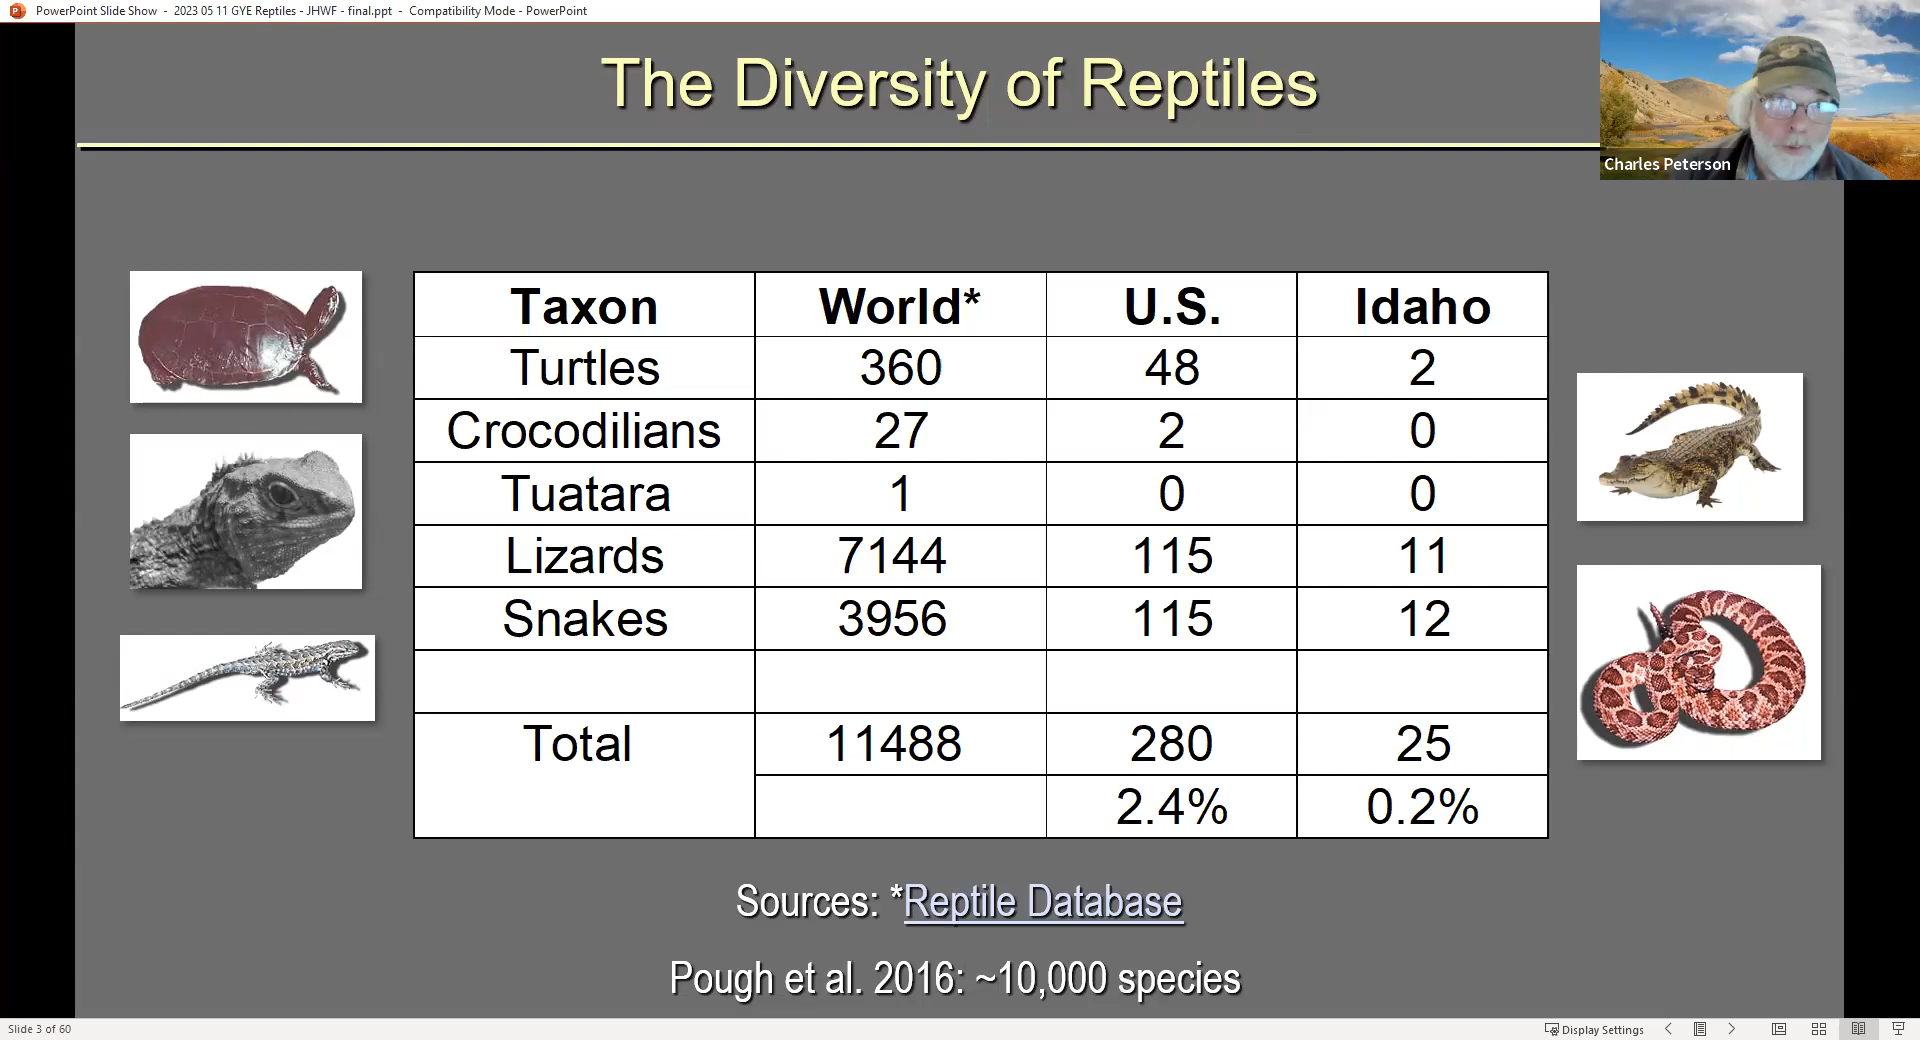 PowerPoint Slide Show - 2023 05 11 GYE Reptiles - JHWF - final.ppt - Compatibility Mode - PowerPoint
The Diversity of Reptiles
Charles Peterson
Taxon World* U.S. Idaho
Turtles 360 48 2
Crocodilians 27 2 0
Tuatara 1 0 0
Lizards 7144 115 11
Snakes 3956 115 12
Total 11488 280 25
2.4% 0.2%
Sources: *Reptile Database
Pough et al. 2016: ~10,000 species
Slide 3 of 60
Display Settings